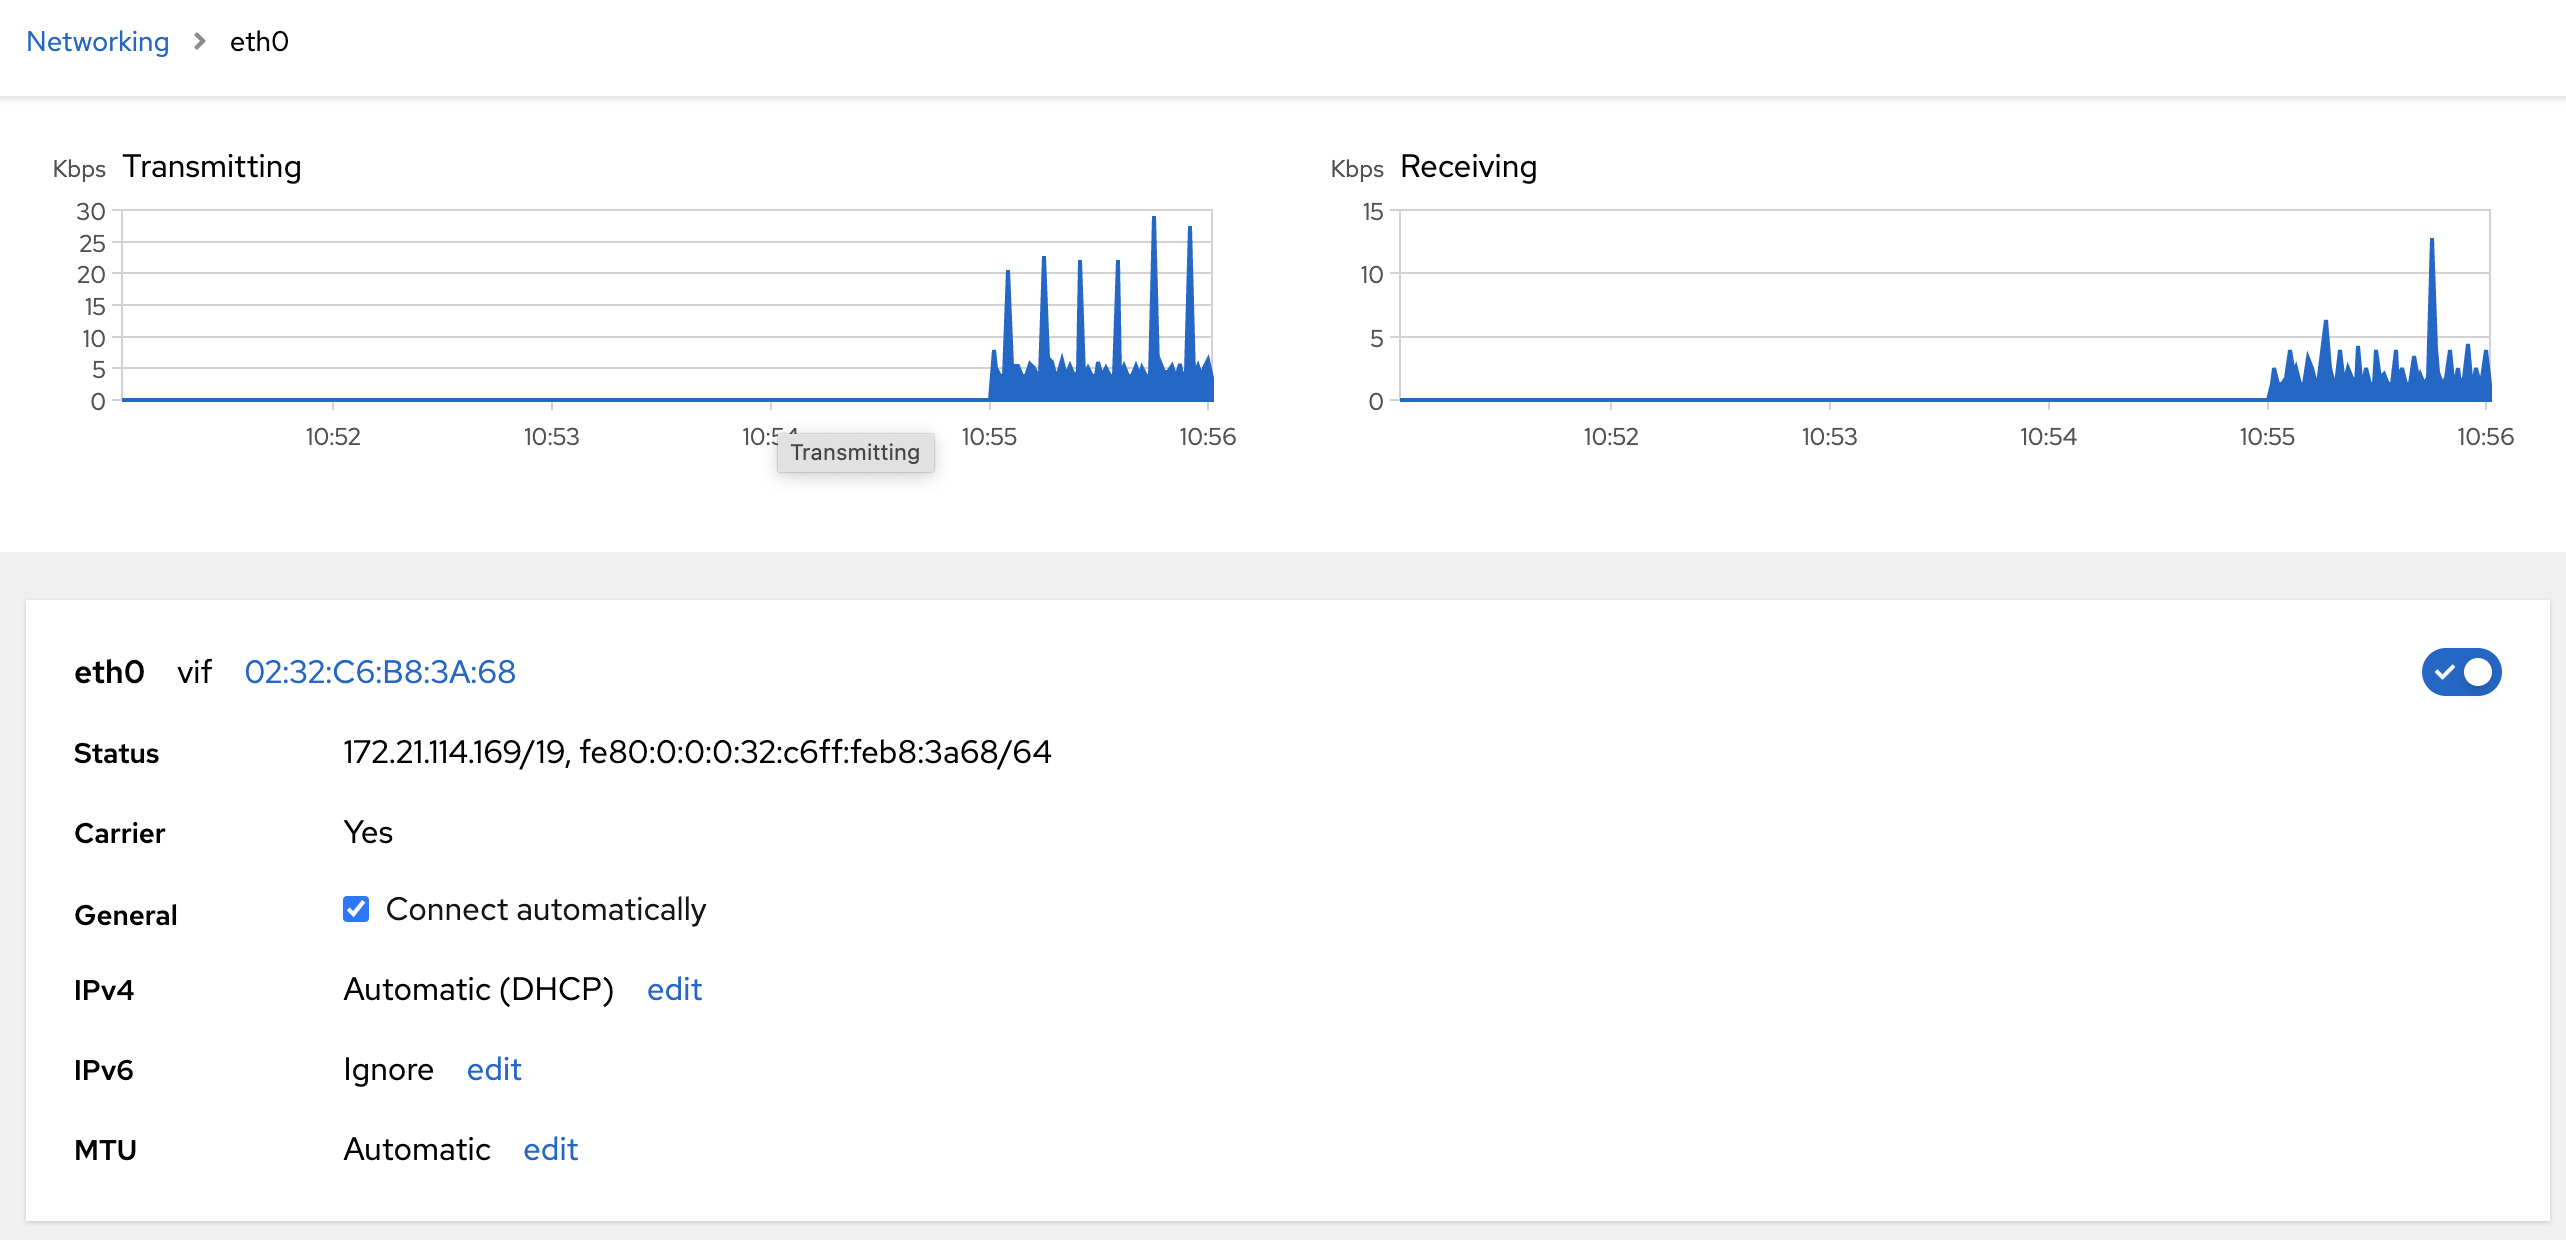 Networking > eth0
Kbps Transmitting
30
25
20
15
10
5
0
10:52 10:53 10:54 10:55 10:56
Transmitting
Kbps Receiving
15
10
5
0
10:52 10:53 10:54 10:55 10:56
eth0 vif 02:32:C6:B8:3A:68
Status 172.21.114.169/19, fe80:0:0:0:32:c6ff:feb8:3a68/64
Carrier Yes
General Connect automatically
IPv4 Automatic (DHCP) edit
IPv6 Ignore edit
MTU Automatic edit